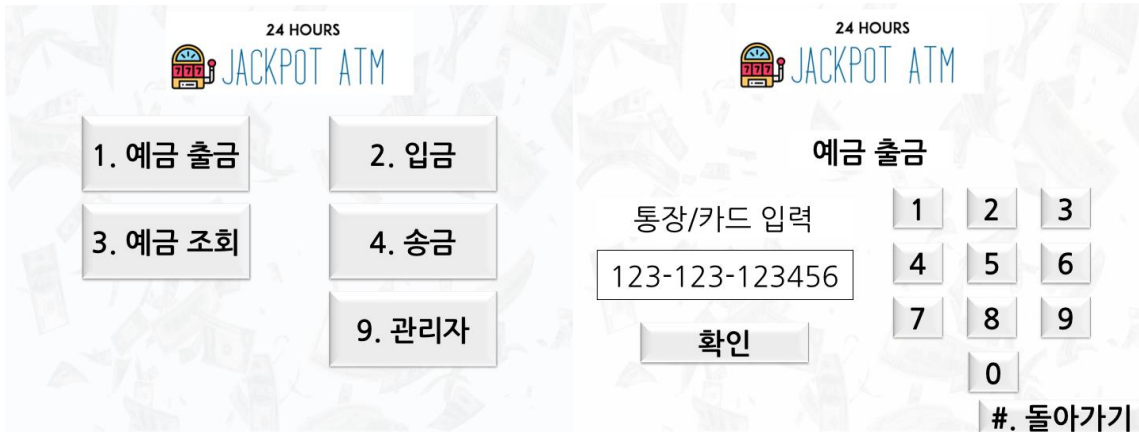 24 HOURS
777 JACKPOT ATM
1. 예금 출금
2. 입금
3. 예금 조회
4. 송금
9. 관리자
24 HOURS
777 JACKPOT ATM
예금 출금
통장/카드 입력
123-123-123456
확인
1 2 3
4 5 6
7 8 9
0
#. 돌아가기